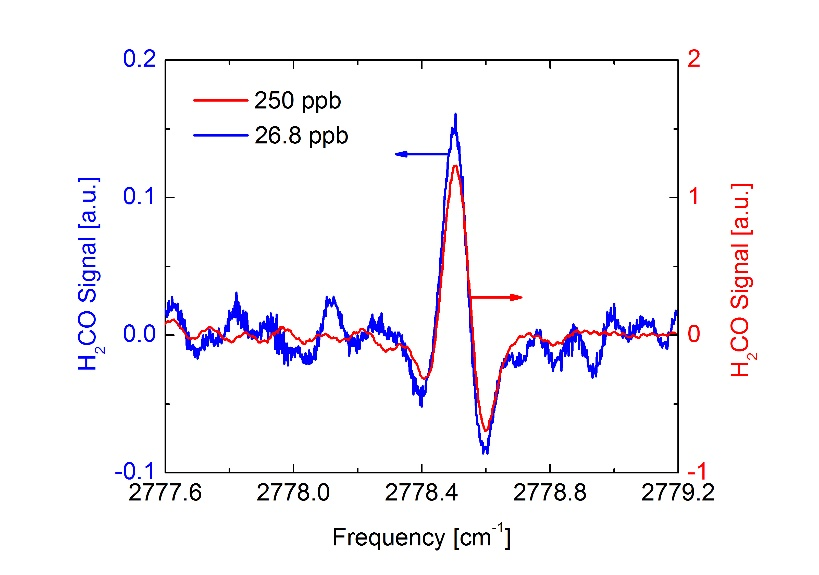 0.2
2
250 ppb
26.8 ppb
0.1
1
H₂CO Signal [a.u.]
H₂CO Signal [a.u.]
0.0
0
-0.1
-1
2777.6 2778.0 2778.4 2778.8 2779.2
Frequency [cm⁻¹]